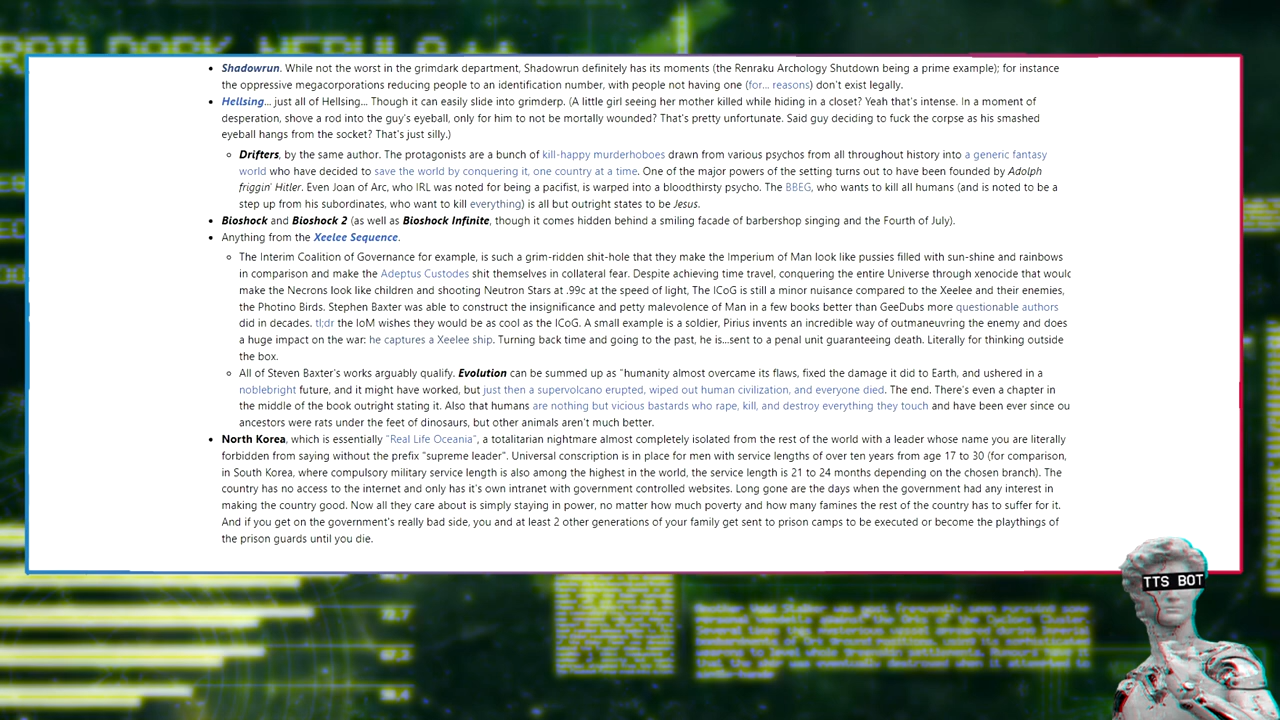 Shadowrun. While not the worst in the grimdark department, Shadowrun definitely has its moments (the Renraku Archology Shutdown being a prime example); for instance
the oppressive megacorporations reducing people to an identification number, with people not having one (for... reasons) don't exist legally.
Hellsing... just all of Hellsing... Though it can easily slide into grimderp. (A little girl seeing her mother killed while hiding in a closet? Yeah that's intense. In a moment of
desperation, shove a rod into the guy's eyeball, only for him to not be mortally wounded? That's pretty unfortunate. Said guy deciding to fuck the corpse as his smashed
eyeball hangs from the socket? That's just silly.)
Drifters, by the same author. The protagonists are a bunch of kill-happy murderhoboes drawn from various psychos from all throughout history into a generic fantasy
world who have decided to save the world by conquering it, one country at a time. One of the major powers of the setting turns out to have been founded by Adolph
friggin' Hitler. Even Joan of Arc, who IRL was noted for being a pacifist, is warped into a bloodthirsty psycho. The BBEG, who wants to kill all humans (and is noted to be a
step up from his subordinates, who want to kill everything) is all but outright states to be Jesus.
Bioshock and Bioshock 2 (as well as Bioshock Infinite, though it comes hidden behind a smiling facade of barbershop singing and the Fourth of July).
Anything from the Xeelee Sequence.
The Interim Coalition of Governance for example, is such a grim-ridden shit-hole that they make the Imperium of Man look like pussies filled with sun-shine and rainbows
in comparison and make the Adeptus Custodes shit themselves in collateral fear. Despite achieving time travel, conquering the entire Universe through xenocide that woulc
make the Necrons look like children and shooting Neutron Stars at .99c at the speed of light, The ICoG is still a minor nuisance compared to the Xeelee and their enemies,
the Photino Birds. Stephen Baxter was able to construct the insignificance and petty malevolence of Man in a few books better than GeeDubs more questionable authors
did in decades. tl;dr the IoM wishes they would be as cool as the ICoG. A small example is a soldier, Pirius invents an incredible way of outmaneuvring the enemy and does
a huge impact on the war: he captures a Xeelee ship. Turning back time and going to the past, he is...sent to a penal unit guaranteeing death. Literally for thinking outside
the box.
All of Steven Baxter's works arguably qualify. Evolution can be summed up as "humanity almost overcame its flaws, fixed the damage it did to Earth, and ushered in a
noblebright future, and it might have worked, but just then a supervolcano erupted, wiped out human civilization, and everyone died. The end. There's even a chapter in
the middle of the book outright stating it. Also that humans are nothing but vicious bastards who rape, kill, and destroy everything they touch and have been ever since ou
ancestors were rats under the feet of dinosaurs, but other animals aren't much better.
North Korea, which is essentially "Real Life Oceania", a totalitarian nightmare almost completely isolated from the rest of the world with a leader whose name you are literally
forbidden from saying without the prefix "supreme leader". Universal conscription is in place for men with service lengths of over ten years from age 17 to 30 (for comparison,
in South Korea, where compulsory military service length is also among the highest in the world, the service length is 21 to 24 months depending on the chosen branch). The
country has no access to the internet and only has it's own intranet with government controlled websites. Long gone are the days when the government had any interest in
making the country good. Now all they care about is simply staying in power, no matter how much poverty and how many famines the rest of the country has to suffer for it.
And if you get on the government's really bad side, you and at least 2 other generations of your family get sent to prison camps to be executed or become the playthings of
the prison guards until you die.
TTS BOT